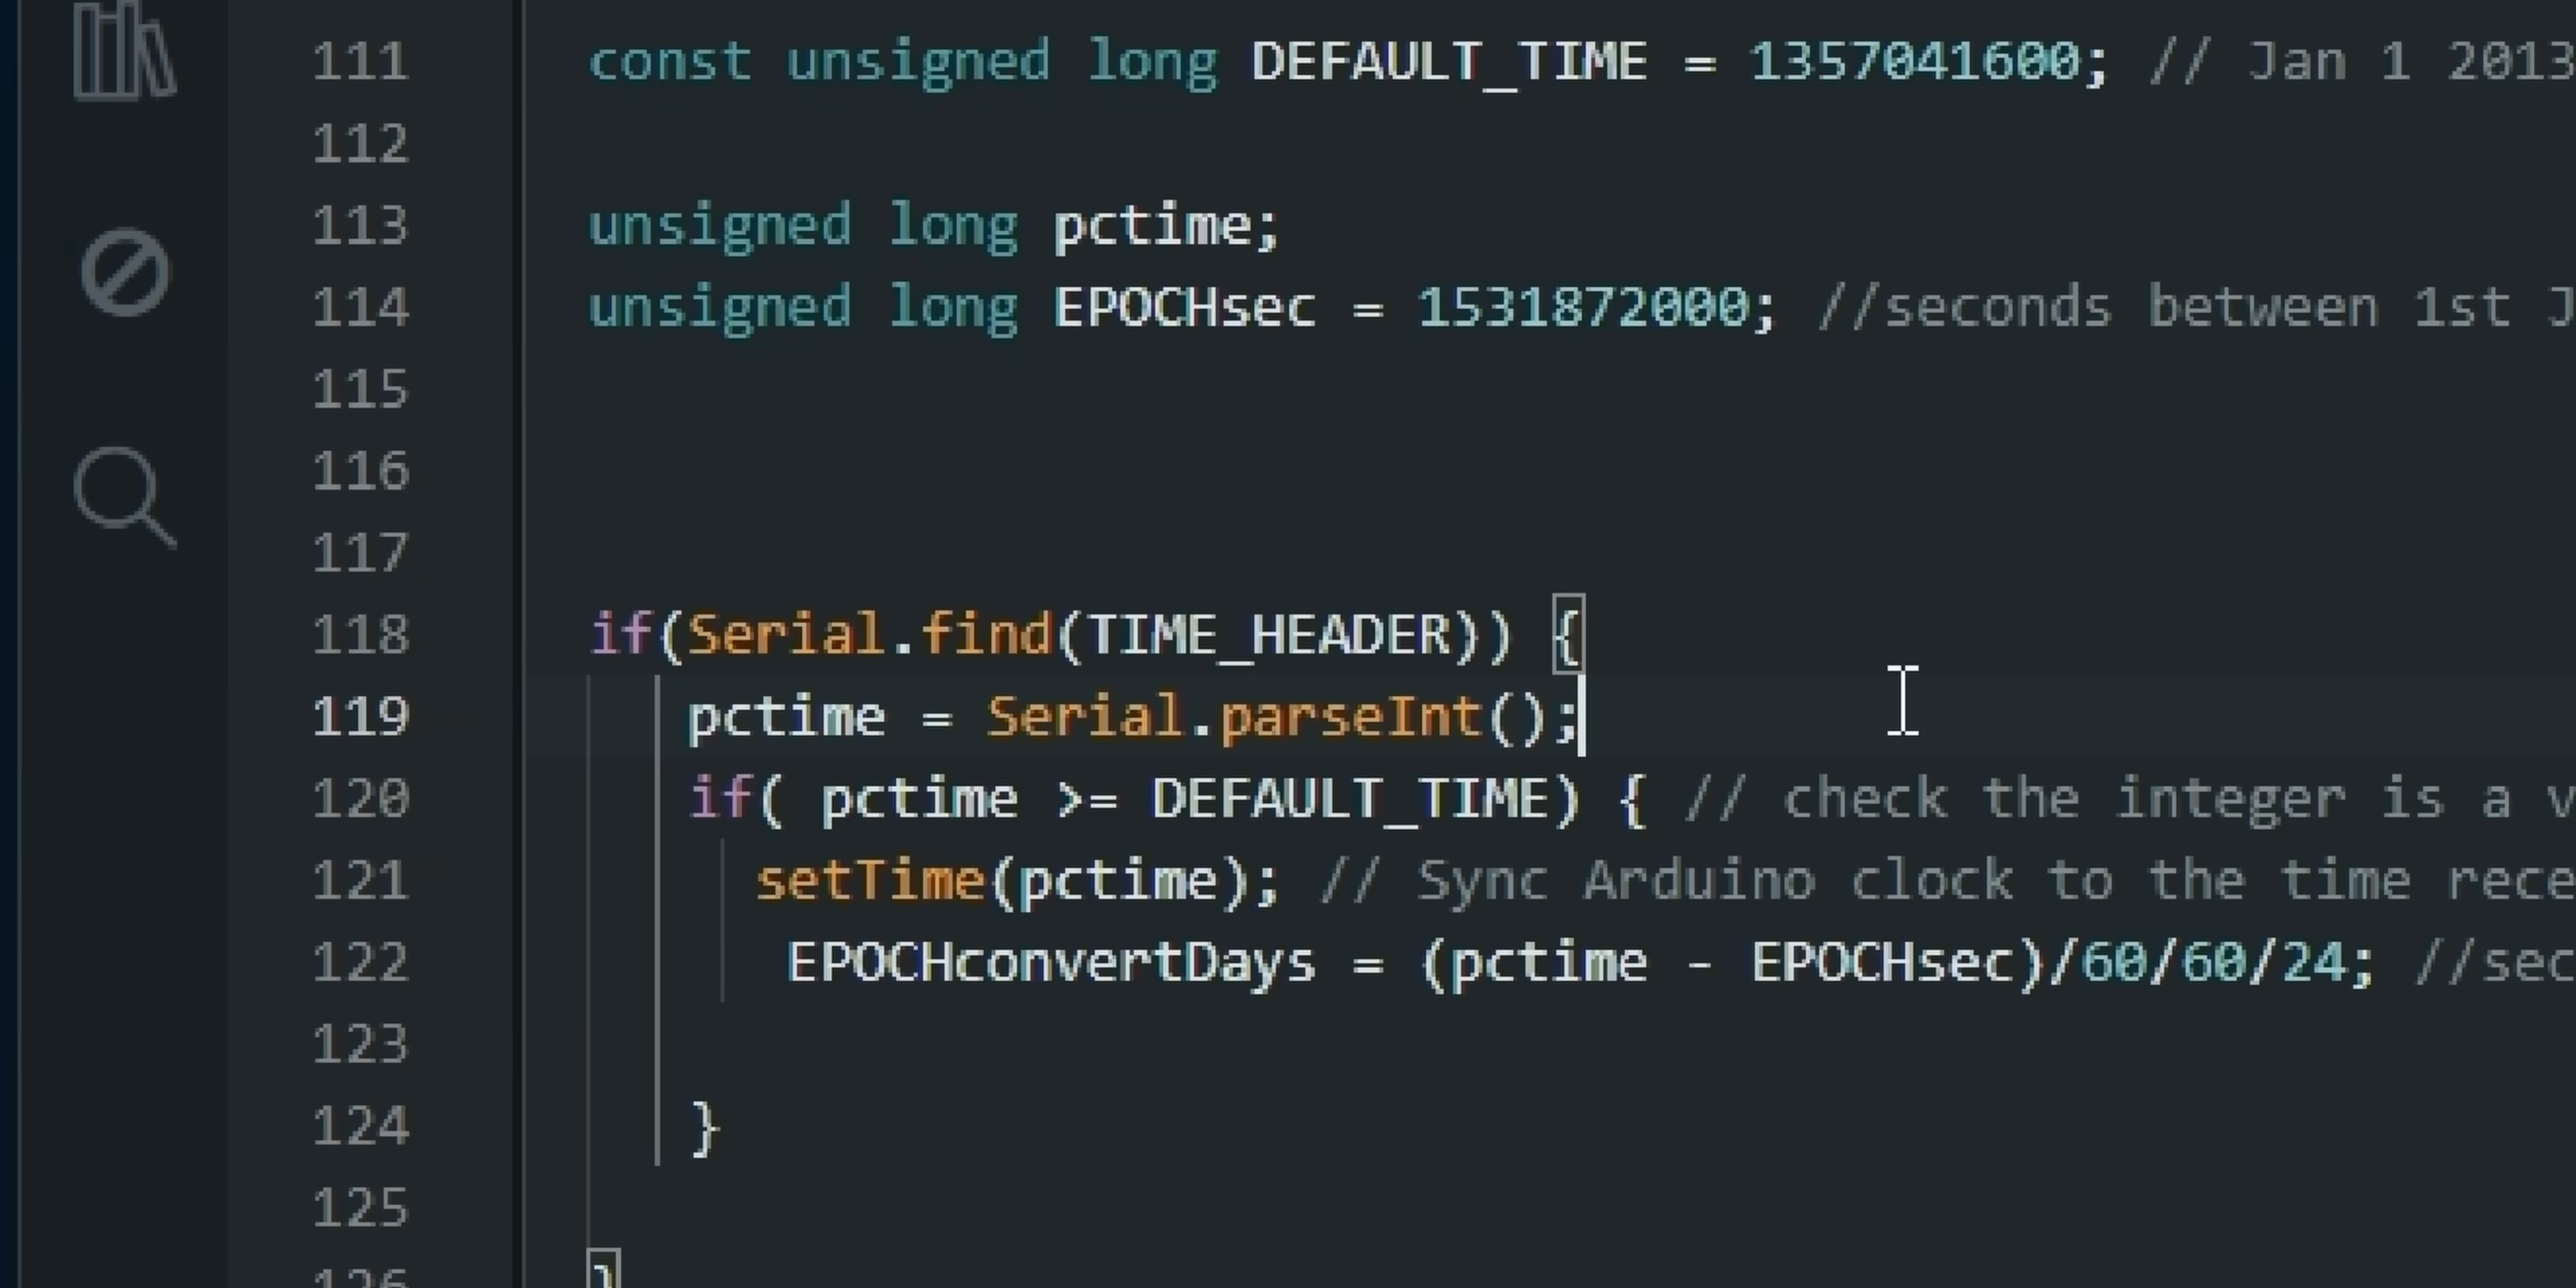 111 const unsigned long DEFAULT_TIME = 1357041600; // Jan 1 2013
112
113 unsigned long pctime;
114 unsigned long EPOCHsec = 1531872000; //seconds between 1st J
115
116
117
118 if(Serial.find(TIME_HEADER)) {
119 pctime = Serial.parseInt();
120 if( pctime >= DEFAULT_TIME) { // check the integer is a v
121 setTime(pctime); // Sync Arduino clock to the time rece
122 EPOCHconvertDays = (pctime - EPOCHsec)/60/60/24; //sec
123
124 }
125
126 }